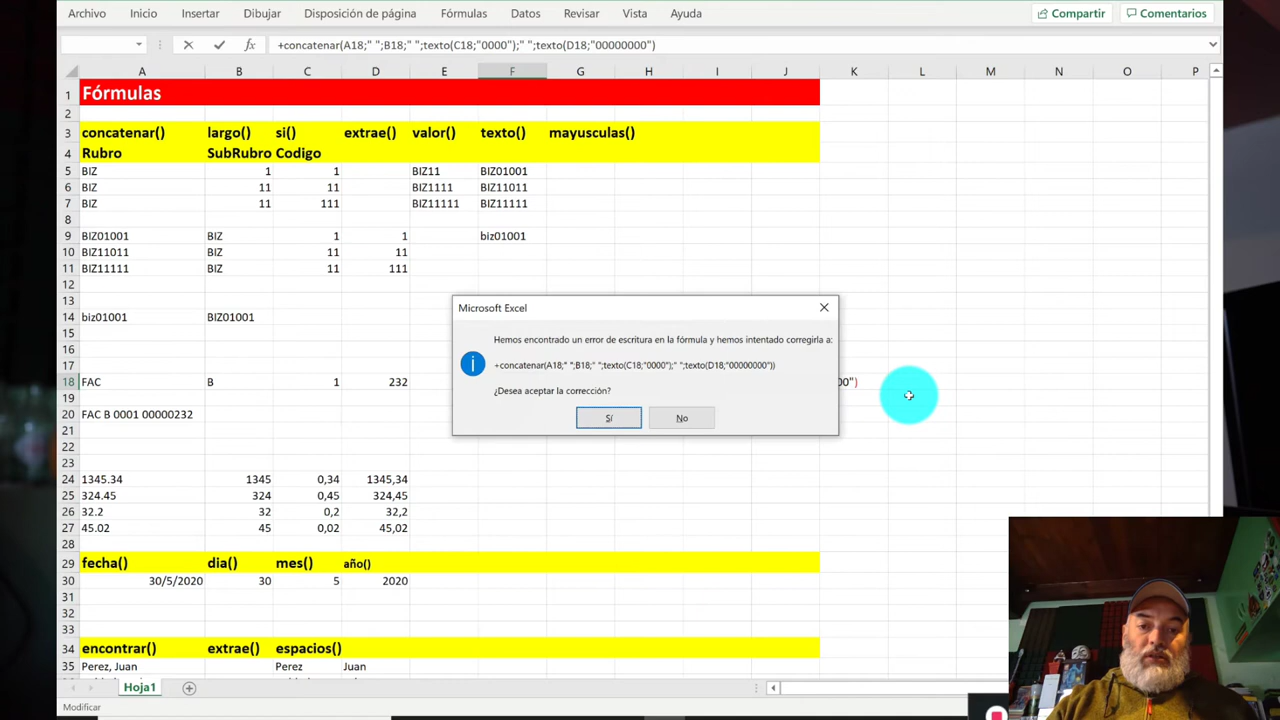 Archivo Inicio Insertar Dibujar Disposición de página Fórmulas Datos Revisar Vista Ayuda Compartir Comentarios
fx +concatenar(A18;" ";B18;" ";texto(C18;"0000");" ";texto(D18;"00000000")
A B C D E F G H I J K L M N O P
1 Fórmulas
2
3 concatenar() largo() si() extrae() valor() texto() mayusculas()
4 Rubro SubRubro Codigo
5 BIZ 1 1 BIZ11 BIZ01001
6 BIZ 11 11 BIZ1111 BIZ11011
7 BIZ 11 111 BIZ11111 BIZ11111
8
9 BIZ01001 BIZ 1 1 biz01001
10 BIZ11011 BIZ 11 11
11 BIZ11111 BIZ 11 111
12
13
14 biz01001 BIZ01001
15
16
17
18 FAC B 1 232 00")
19
20 FAC B 0001 00000232
21
22
23
24 1345.34 1345 0,34 1345,34
25 324.45 324 0,45 324,45
26 32.2 32 0,2 32,2
27 45.02 45 0,02 45,02
28
29 fecha() dia() mes() año()
30 30/5/2020 30 5 2020
31
32
33
34 encontrar() extrae() espacios()
35 Perez, Juan Perez Juan
Microsoft Excel
Hemos encontrado un error de escritura en la fórmula y hemos intentado corregirla a:
+concatenar(A18;" ";B18;" ";texto(C18;"0000");" ";texto(D18;"00000000"))
¿Desea aceptar la corrección?
Sí No
Hoja1
Modificar